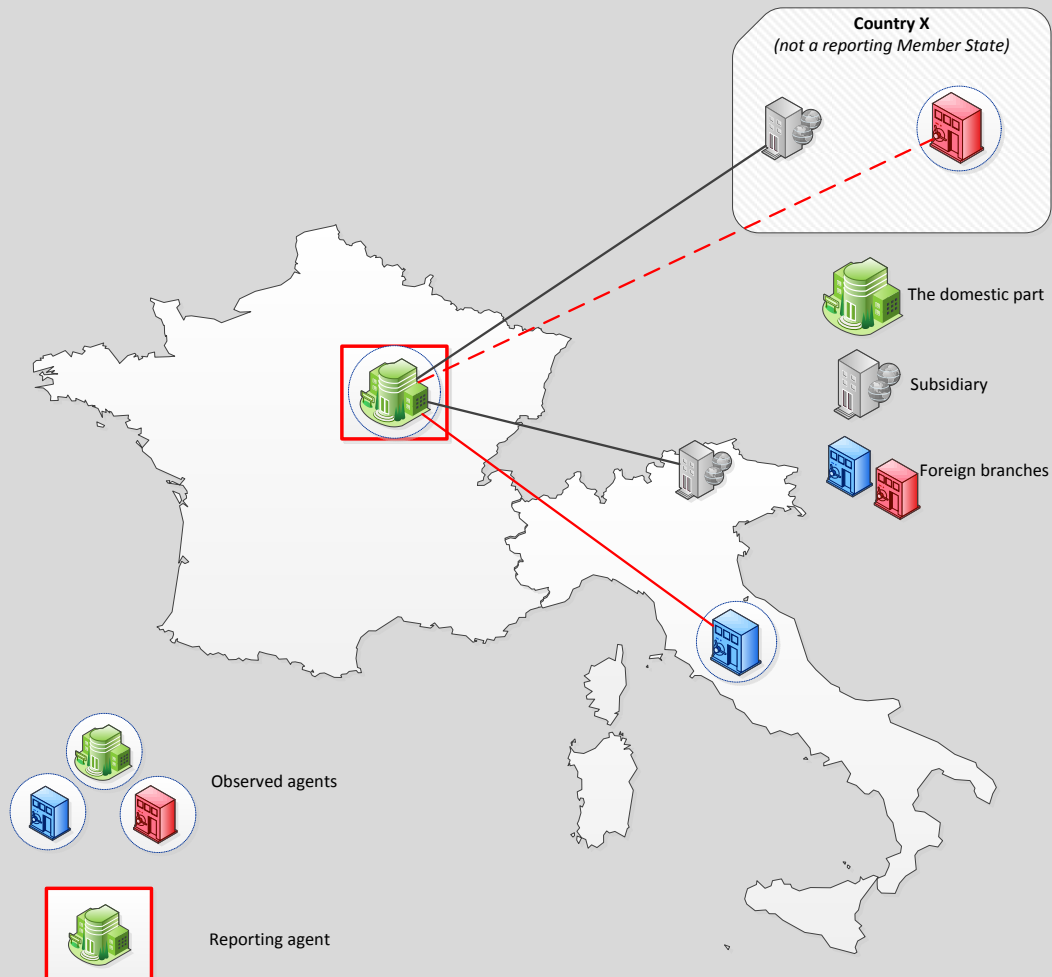 Country X
(not a reporting Member State)
The domestic part
Subsidiary
Foreign branches
Observed agents
Reporting agent